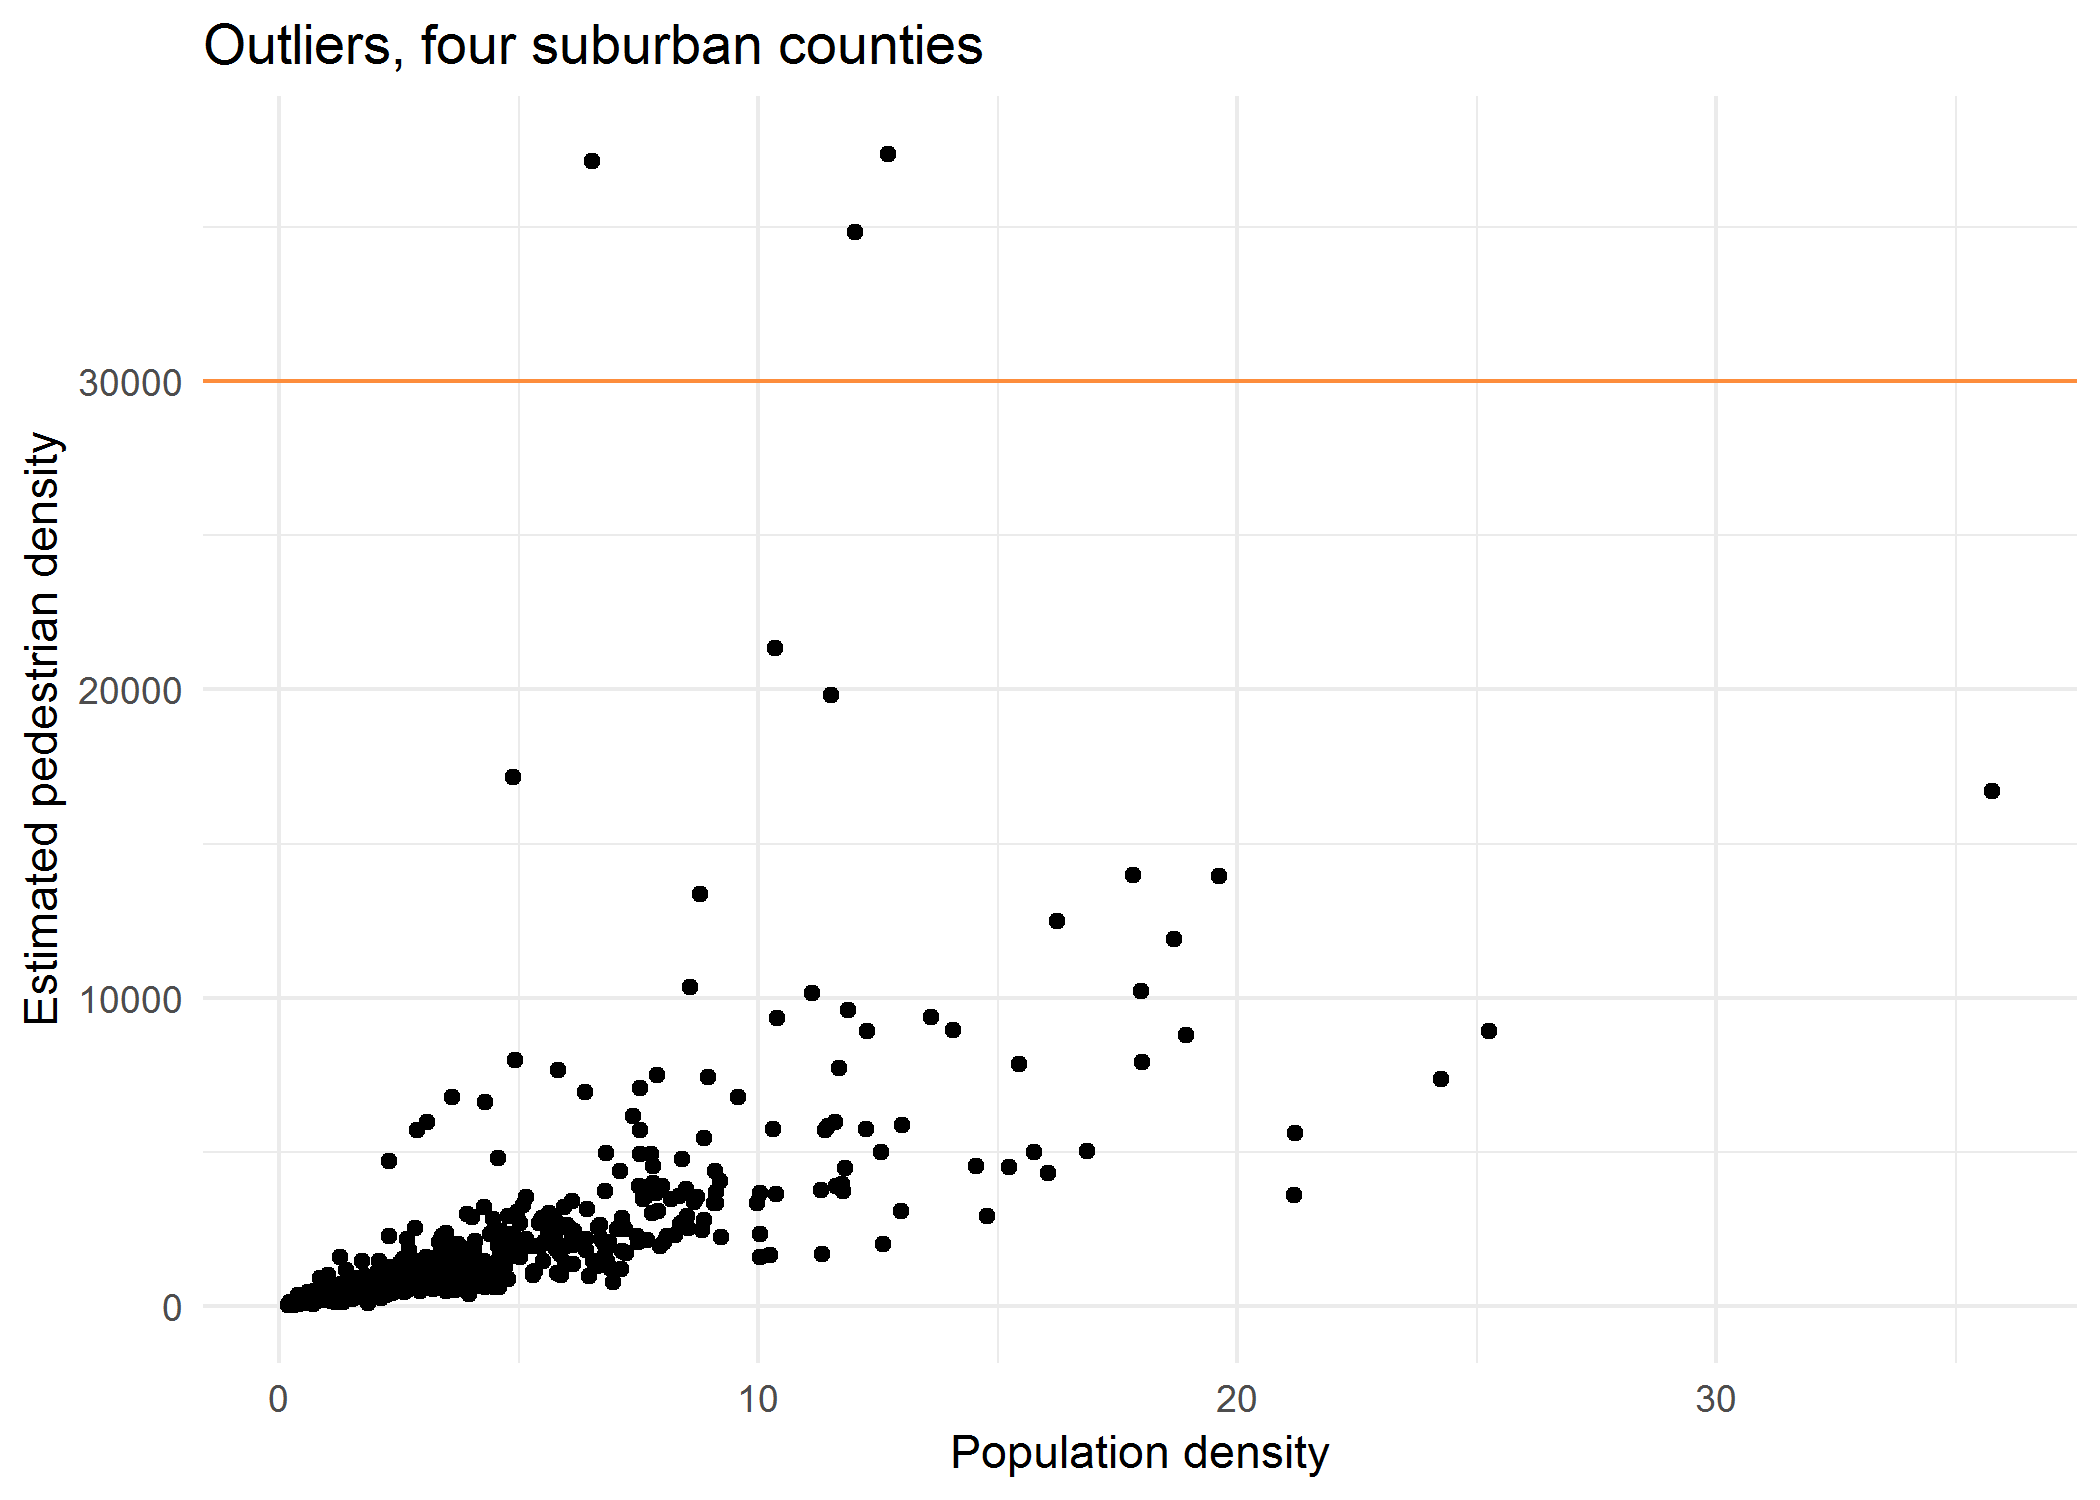 Outliers, four suburban counties
Estimated pedestrian density
30000
20000
10000
0
0 10 20 30
Population density